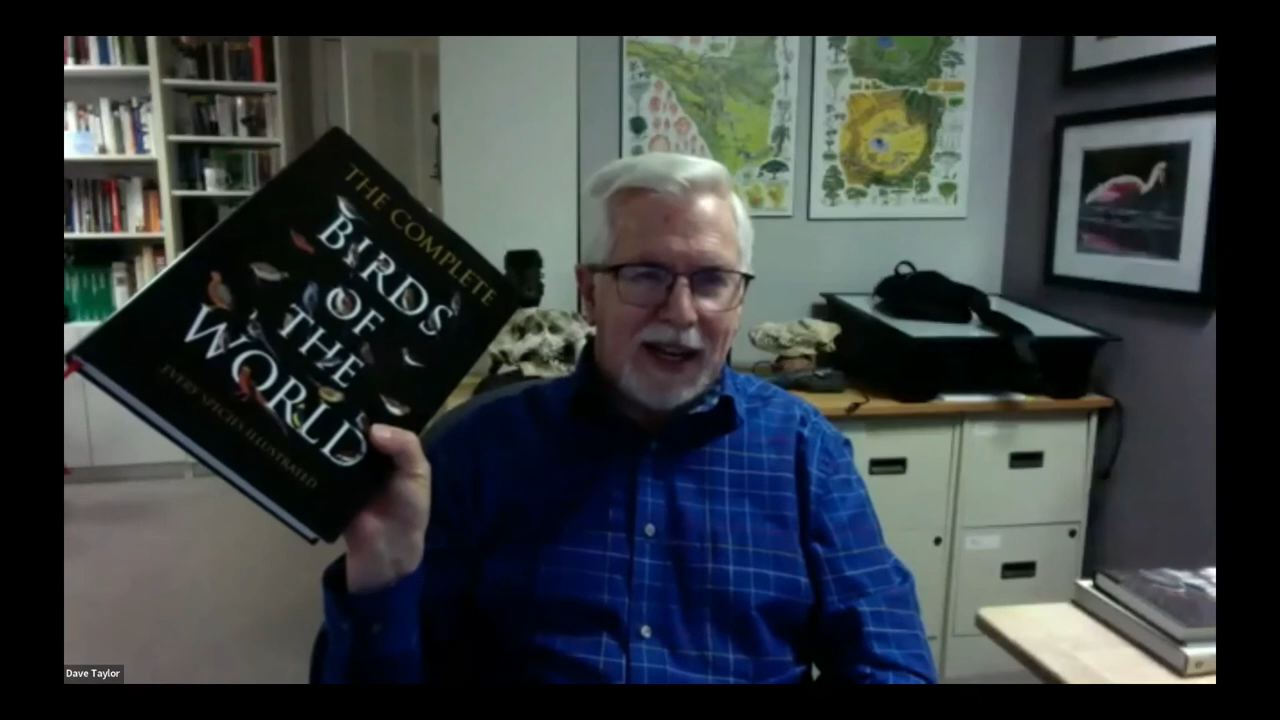 THE COMPLETE
BIRDS
OF
THE
WORLD
EVERY SPECIES ILLUSTRATED
Dave Taylor